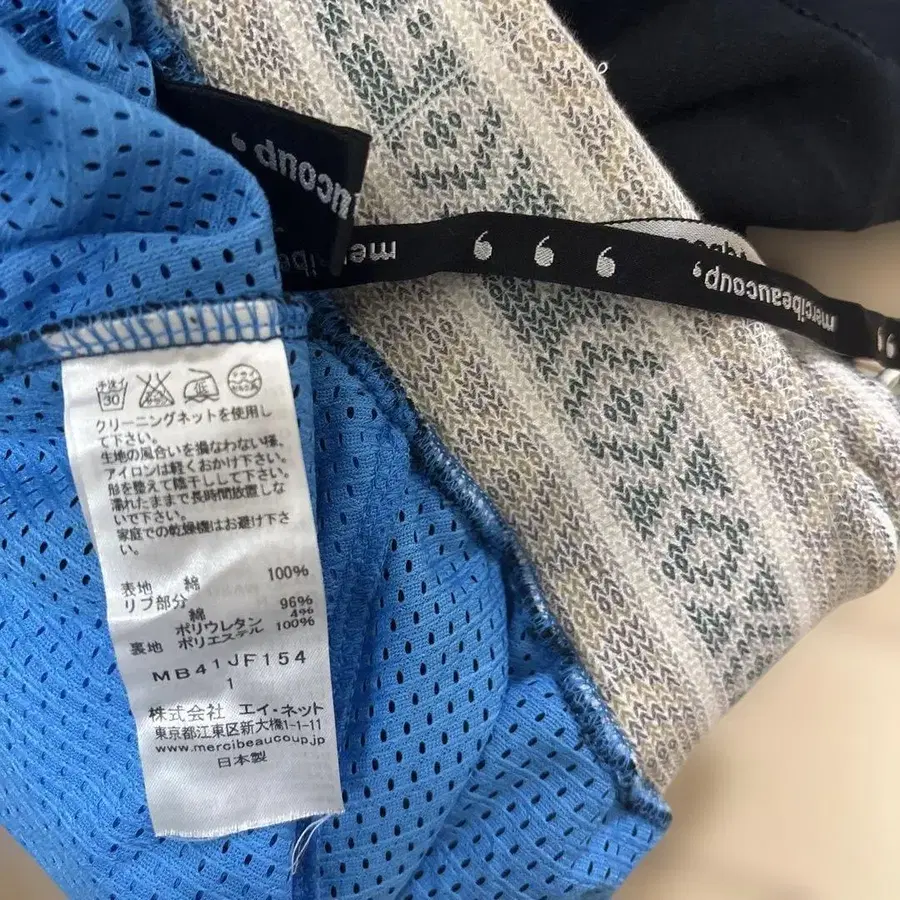 aucoup,
mercibe
me
, , ,
mercibeaucoup,
手洗イ
30
低
クリーニングネットを使用し
て下さい。
生地の風合いを損なわない様、
アイロンは軽くおかけ下さい。
形を整えて陰干しして下さい。
濡れたままで長時間放置しな
いで下さい。
家庭での乾燥機はお避け下さ
い。
表地 綿 100%
リブ部分
綿 96%
ポリウレタン 4%
裏地 ポリエステル 100%
MB41JF154
1
株式会社 エイ・ネット
東京都江東区新大橋1-1-11
www.mercibeaucoup.jp
日本製